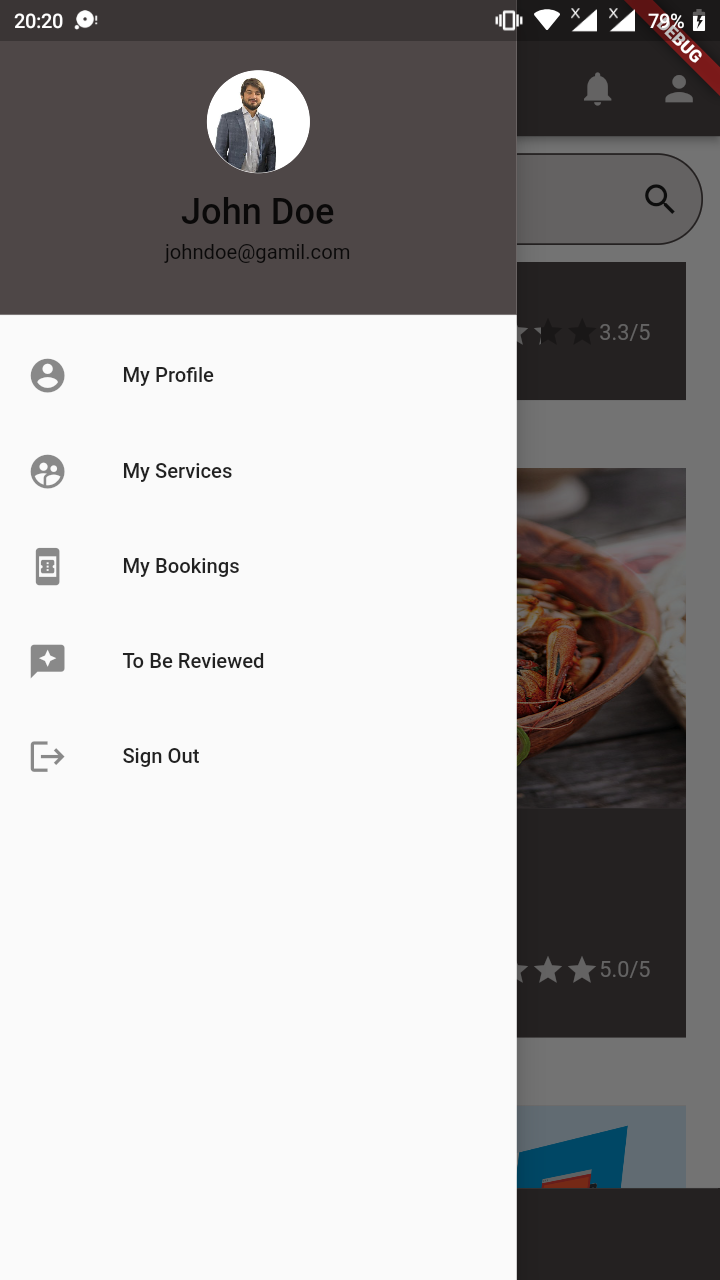 20:20
79%
DEBUG
John Doe
johndoe@gamil.com
3.3/5
My Profile
My Services
My Bookings
To Be Reviewed
Sign Out
5.0/5